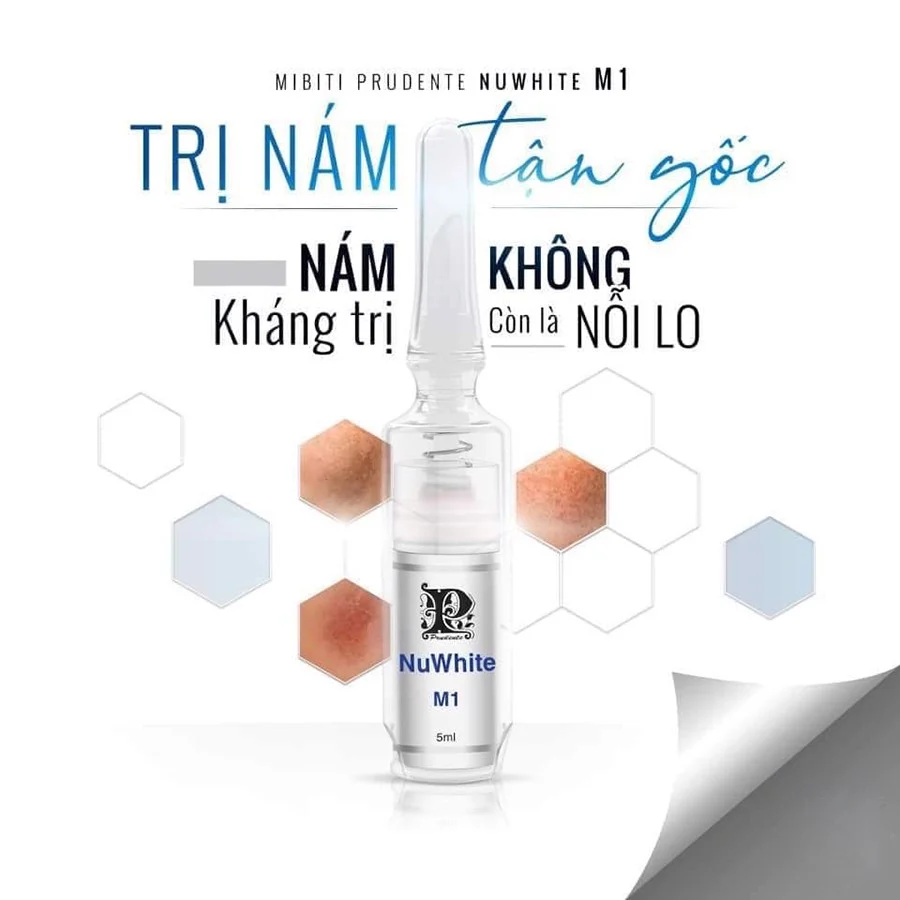 MIBITI PRUDENTE NUWHITE M1
TRỊ NÁM tận gốc
NÁM KHÔNG
Kháng trị Còn là NỖI LO
P
Prudente
NuWhite
M1
5ml